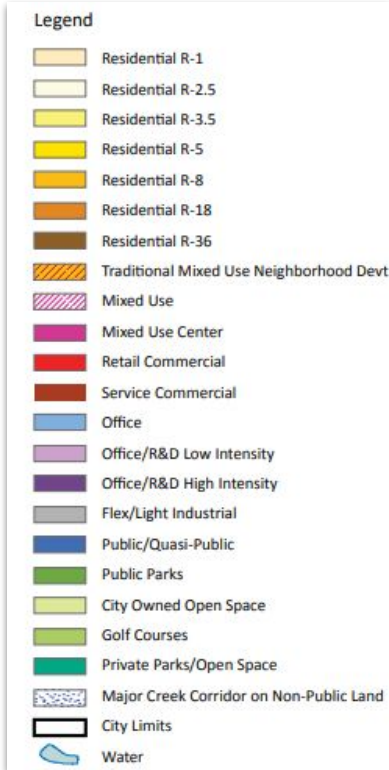 Legend
Residential R-1
Residential R-2.5
Residential R-3.5
Residential R-5
Residential R-8
Residential R-18
Residential R-36
Traditional Mixed Use Neighborhood Devt
Mixed Use
Mixed Use Center
Retail Commercial
Service Commercial
Office
Office/R&D Low Intensity
Office/R&D High Intensity
Flex/Light Industrial
Public/Quasi-Public
Public Parks
City Owned Open Space
Golf Courses
Private Parks/Open Space
Major Creek Corridor on Non-Public Land
City Limits
Water